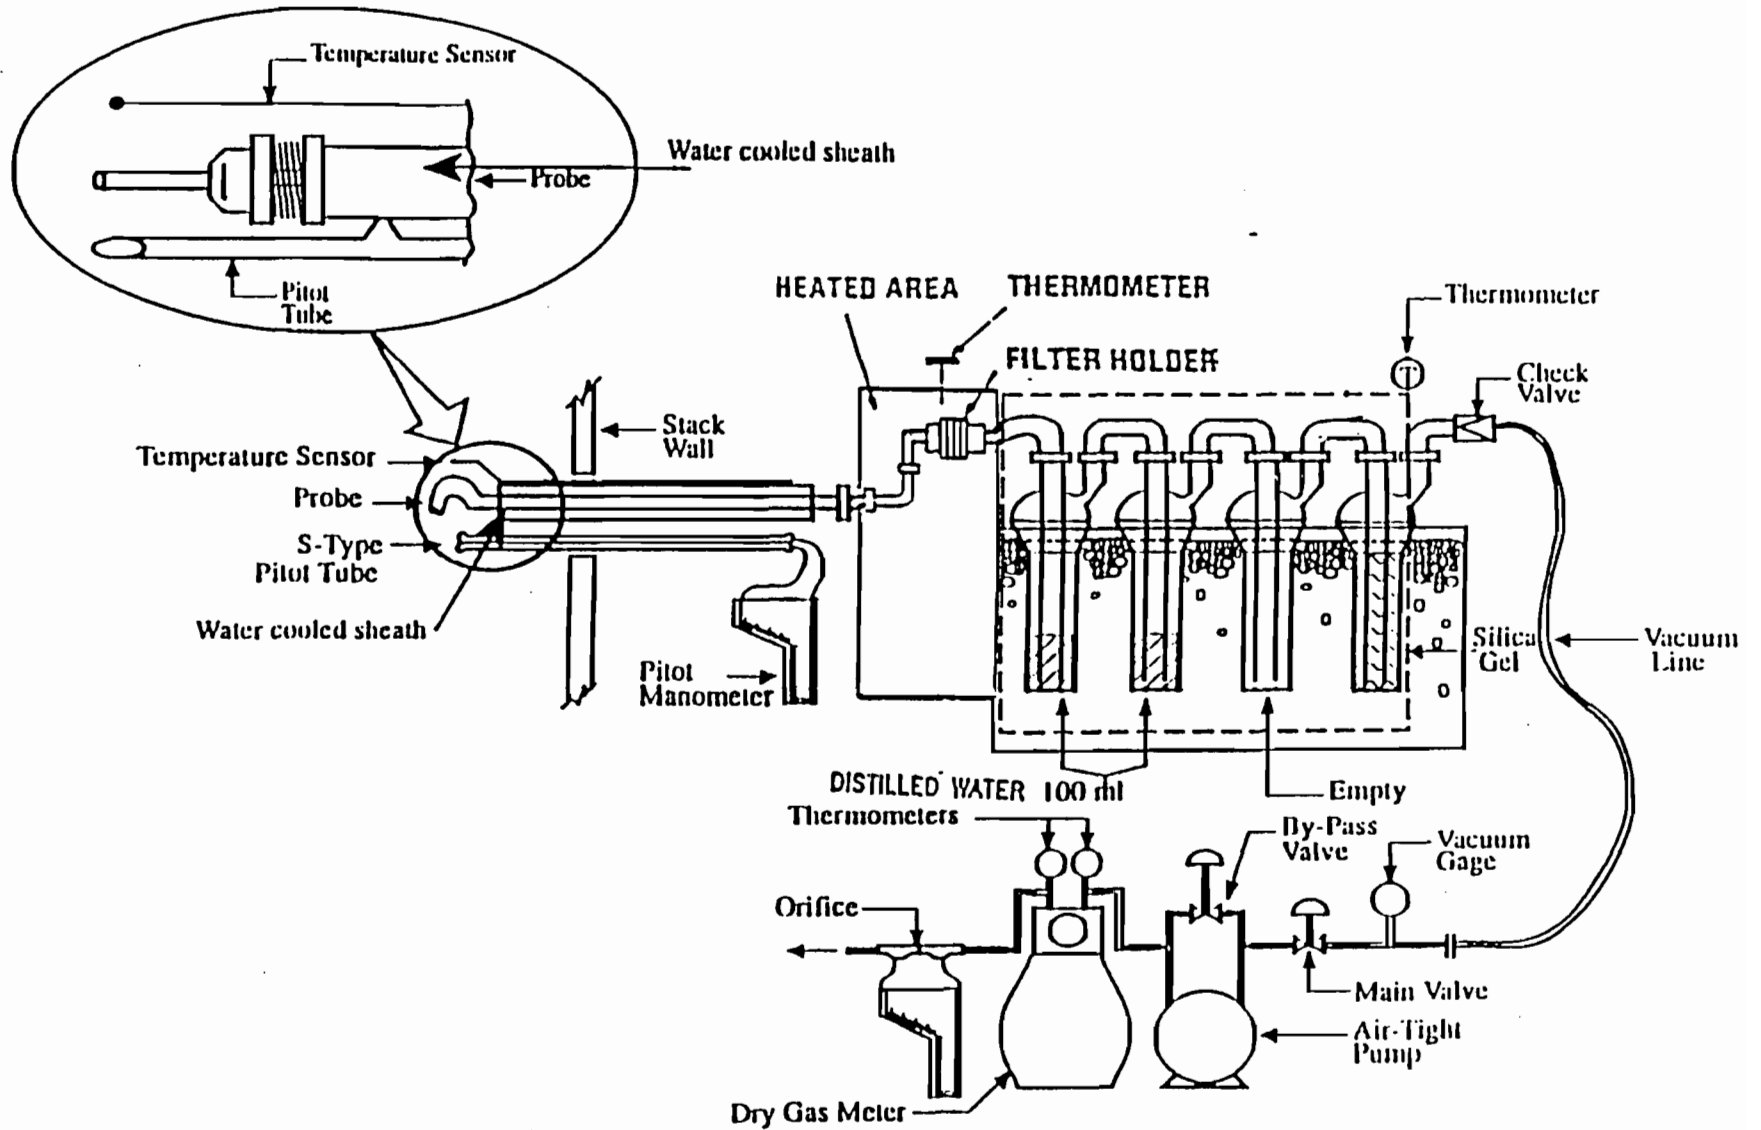 Temperature Sensor
Water cooled sheath
Probe
Pitot
Tube
HEATED AREA
THERMOMETER
Thermometer
FILTER HOLDER
Check
Valve
Stack
Wall
Temperature Sensor
Probe
S-Type
Pitot Tube
Water cooled sheath
Pitot
Manometer
Silica
Gel
Vacuum
Line
DISTILLED WATER 100 ml
Empty
Thermometers
By-Pass
Valve
Vacuum
Gage
Orifice
Main Valve
Air-Tight
Pump
Dry Gas Meter
T